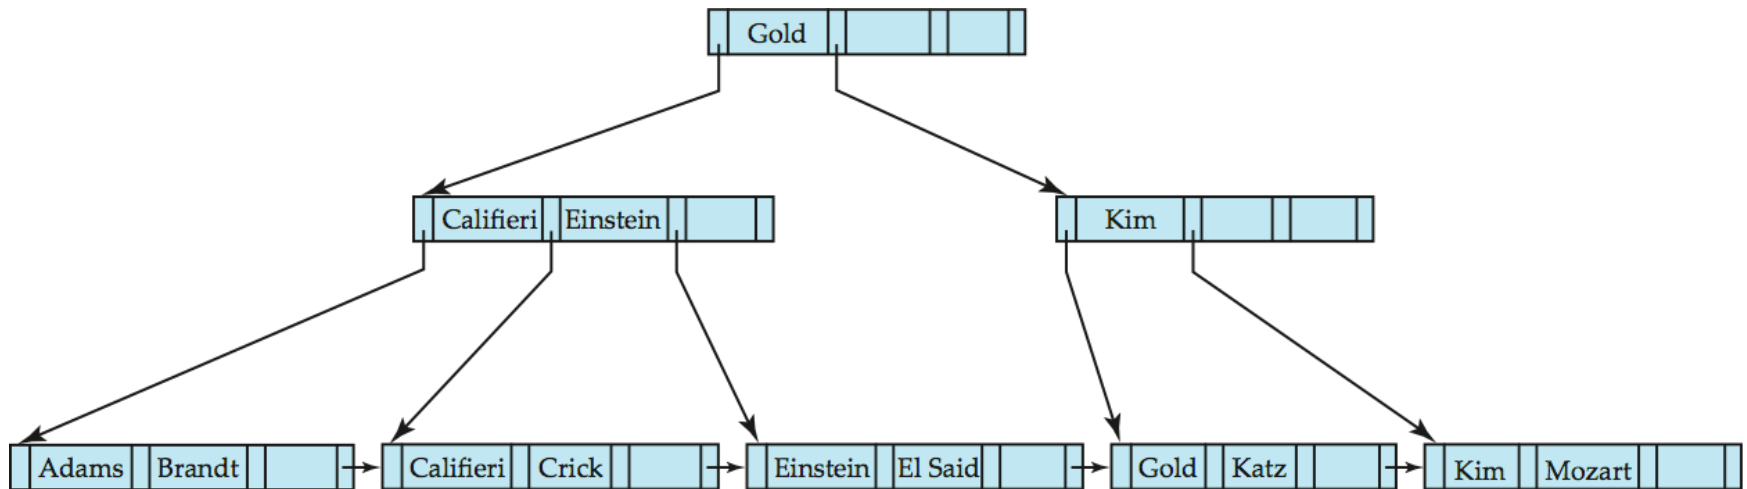 Gold
Califieri Einstein Kim
Adams Brandt Califieri Crick Einstein El Said Gold Katz Kim Mozart